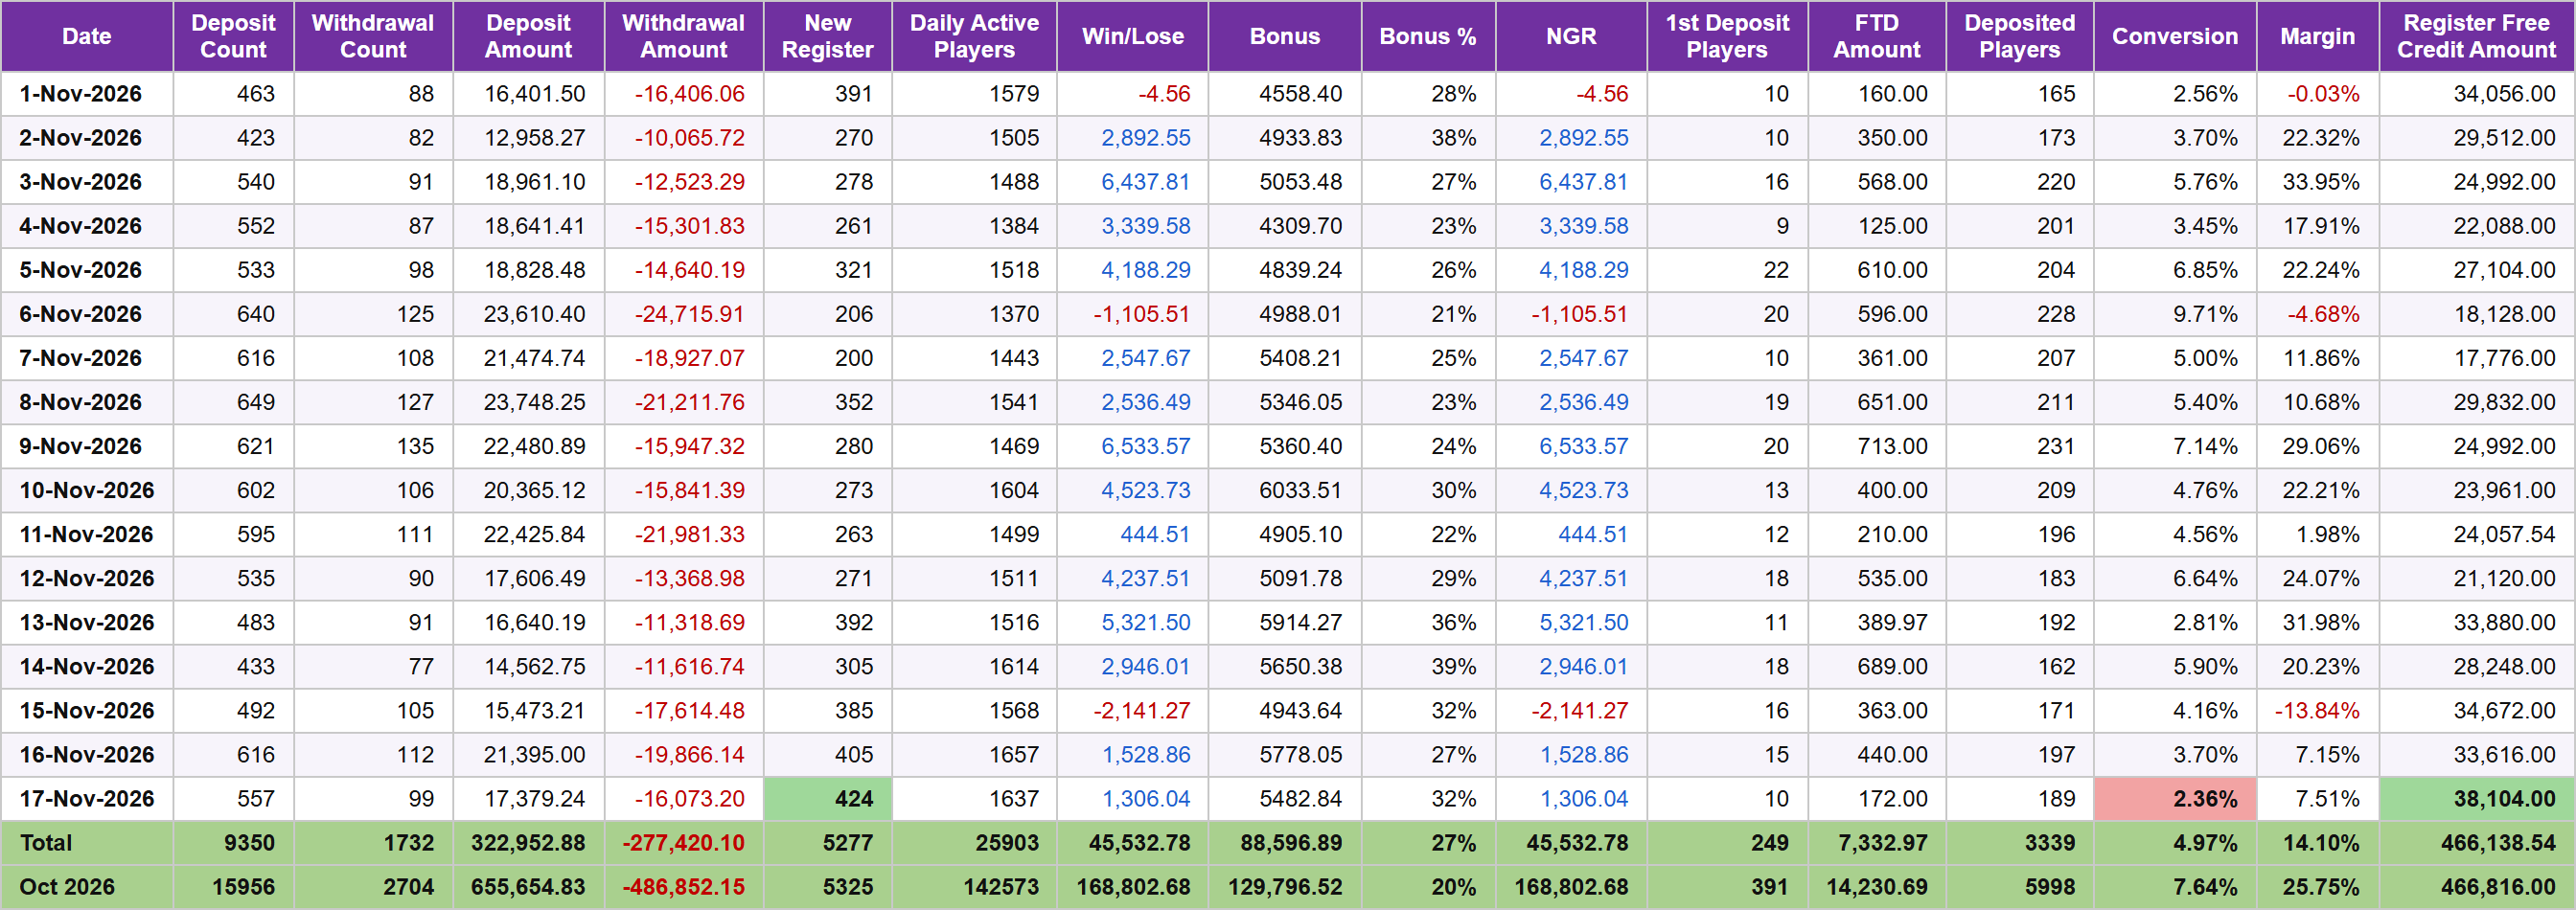 Date Deposit Count Withdrawal Count Deposit Amount Withdrawal Amount New Register Daily Active Players Win/Lose Bonus Bonus % NGR 1st Deposit Players FTD Amount Deposited Players Conversion Margin Register Free Credit Amount
1-Nov-2026 463 88 16,401.50 -16,406.06 391 1579 -4.56 4558.40 28% -4.56 10 160.00 165 2.56% -0.03% 34,056.00
2-Nov-2026 423 82 12,958.27 -10,065.72 270 1505 2,892.55 4933.83 38% 2,892.55 10 350.00 173 3.70% 22.32% 29,512.00
3-Nov-2026 540 91 18,961.10 -12,523.29 278 1488 6,437.81 5053.48 27% 6,437.81 16 568.00 220 5.76% 33.95% 24,992.00
4-Nov-2026 552 87 18,641.41 -15,301.83 261 1384 3,339.58 4309.70 23% 3,339.58 9 125.00 201 3.45% 17.91% 22,088.00
5-Nov-2026 533 98 18,828.48 -14,640.19 321 1518 4,188.29 4839.24 26% 4,188.29 22 610.00 204 6.85% 22.24% 27,104.00
6-Nov-2026 640 125 23,610.40 -24,715.91 206 1370 -1,105.51 4988.01 21% -1,105.51 20 596.00 228 9.71% -4.68% 18,128.00
7-Nov-2026 616 108 21,474.74 -18,927.07 200 1443 2,547.67 5408.21 25% 2,547.67 10 361.00 207 5.00% 11.86% 17,776.00
8-Nov-2026 649 127 23,748.25 -21,211.76 352 1541 2,536.49 5346.05 23% 2,536.49 19 651.00 211 5.40% 10.68% 29,832.00
9-Nov-2026 621 135 22,480.89 -15,947.32 280 1469 6,533.57 5360.40 24% 6,533.57 20 713.00 231 7.14% 29.06% 24,992.00
10-Nov-2026 602 106 20,365.12 -15,841.39 273 1604 4,523.73 6033.51 30% 4,523.73 13 400.00 209 4.76% 22.21% 23,961.00
11-Nov-2026 595 111 22,425.84 -21,981.33 263 1499 444.51 4905.10 22% 444.51 12 210.00 196 4.56% 1.98% 24,057.54
12-Nov-2026 535 90 17,606.49 -13,368.98 271 1511 4,237.51 5091.78 29% 4,237.51 18 535.00 183 6.64% 24.07% 21,120.00
13-Nov-2026 483 91 16,640.19 -11,318.69 392 1516 5,321.50 5914.27 36% 5,321.50 11 389.97 192 2.81% 31.98% 33,880.00
14-Nov-2026 433 77 14,562.75 -11,616.74 305 1614 2,946.01 5650.38 39% 2,946.01 18 689.00 162 5.90% 20.23% 28,248.00
15-Nov-2026 492 105 15,473.21 -17,614.48 385 1568 -2,141.27 4943.64 32% -2,141.27 16 363.00 171 4.16% -13.84% 34,672.00
16-Nov-2026 616 112 21,395.00 -19,866.14 405 1657 1,528.86 5778.05 27% 1,528.86 15 440.00 197 3.70% 7.15% 33,616.00
17-Nov-2026 557 99 17,379.24 -16,073.20 424 1637 1,306.04 5482.84 32% 1,306.04 10 172.00 189 2.36% 7.51% 38,104.00
Total 9350 1732 322,952.88 -277,420.10 5277 25903 45,532.78 88,596.89 27% 45,532.78 249 7,332.97 3339 4.97% 14.10% 466,138.54
Oct 2026 15956 2704 655,654.83 -486,852.15 5325 142573 168,802.68 129,796.52 20% 168,802.68 391 14,230.69 5998 7.64% 25.75% 466,816.00